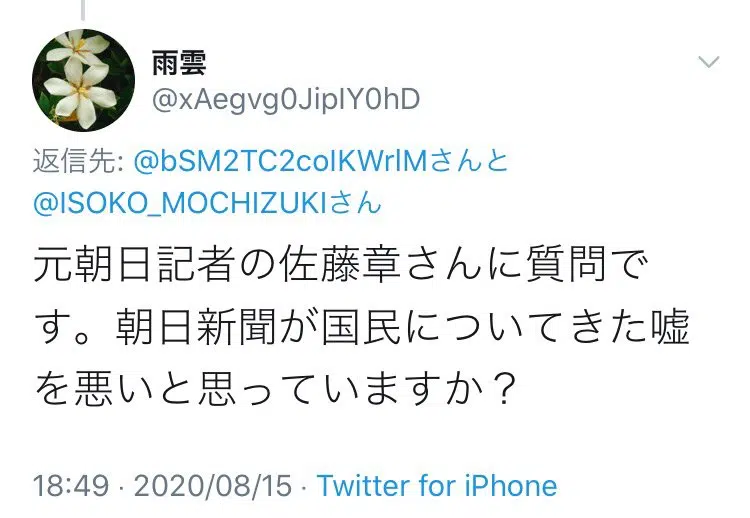 雨雲
@xAegvg0JiplY0hD
返信先: @bSM2TC2coIKWrlMさんと
@ISOKO_MOCHIZUKIさん
元朝日記者の佐藤章さんに質問で
す。朝日新聞が国民についてきた嘘
を悪いと思っていますか？
18:49 · 2020/08/15 · Twitter for iPhone